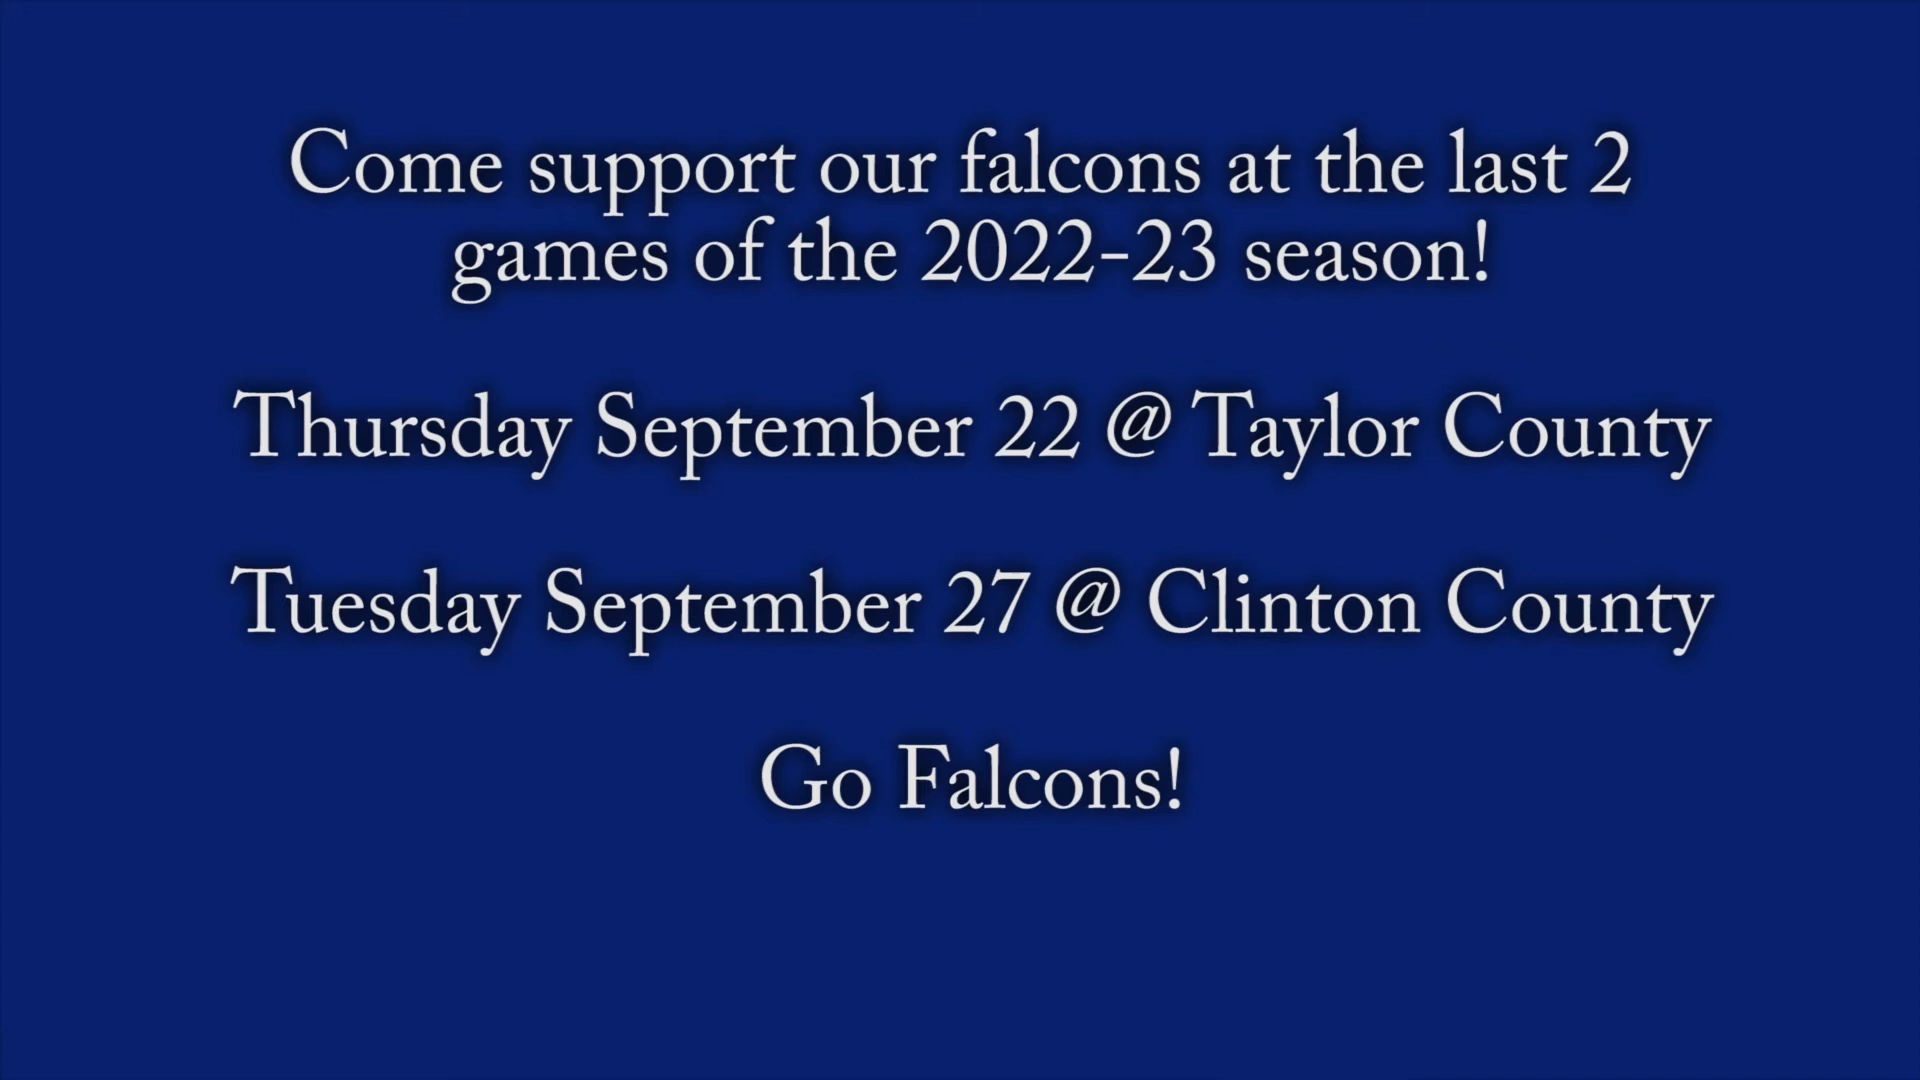 Come support our falcons at the last 2
games of the 2022-23 season!
Thursday September 22 @ Taylor County
Tuesday September 27 @ Clinton County
Go Falcons!